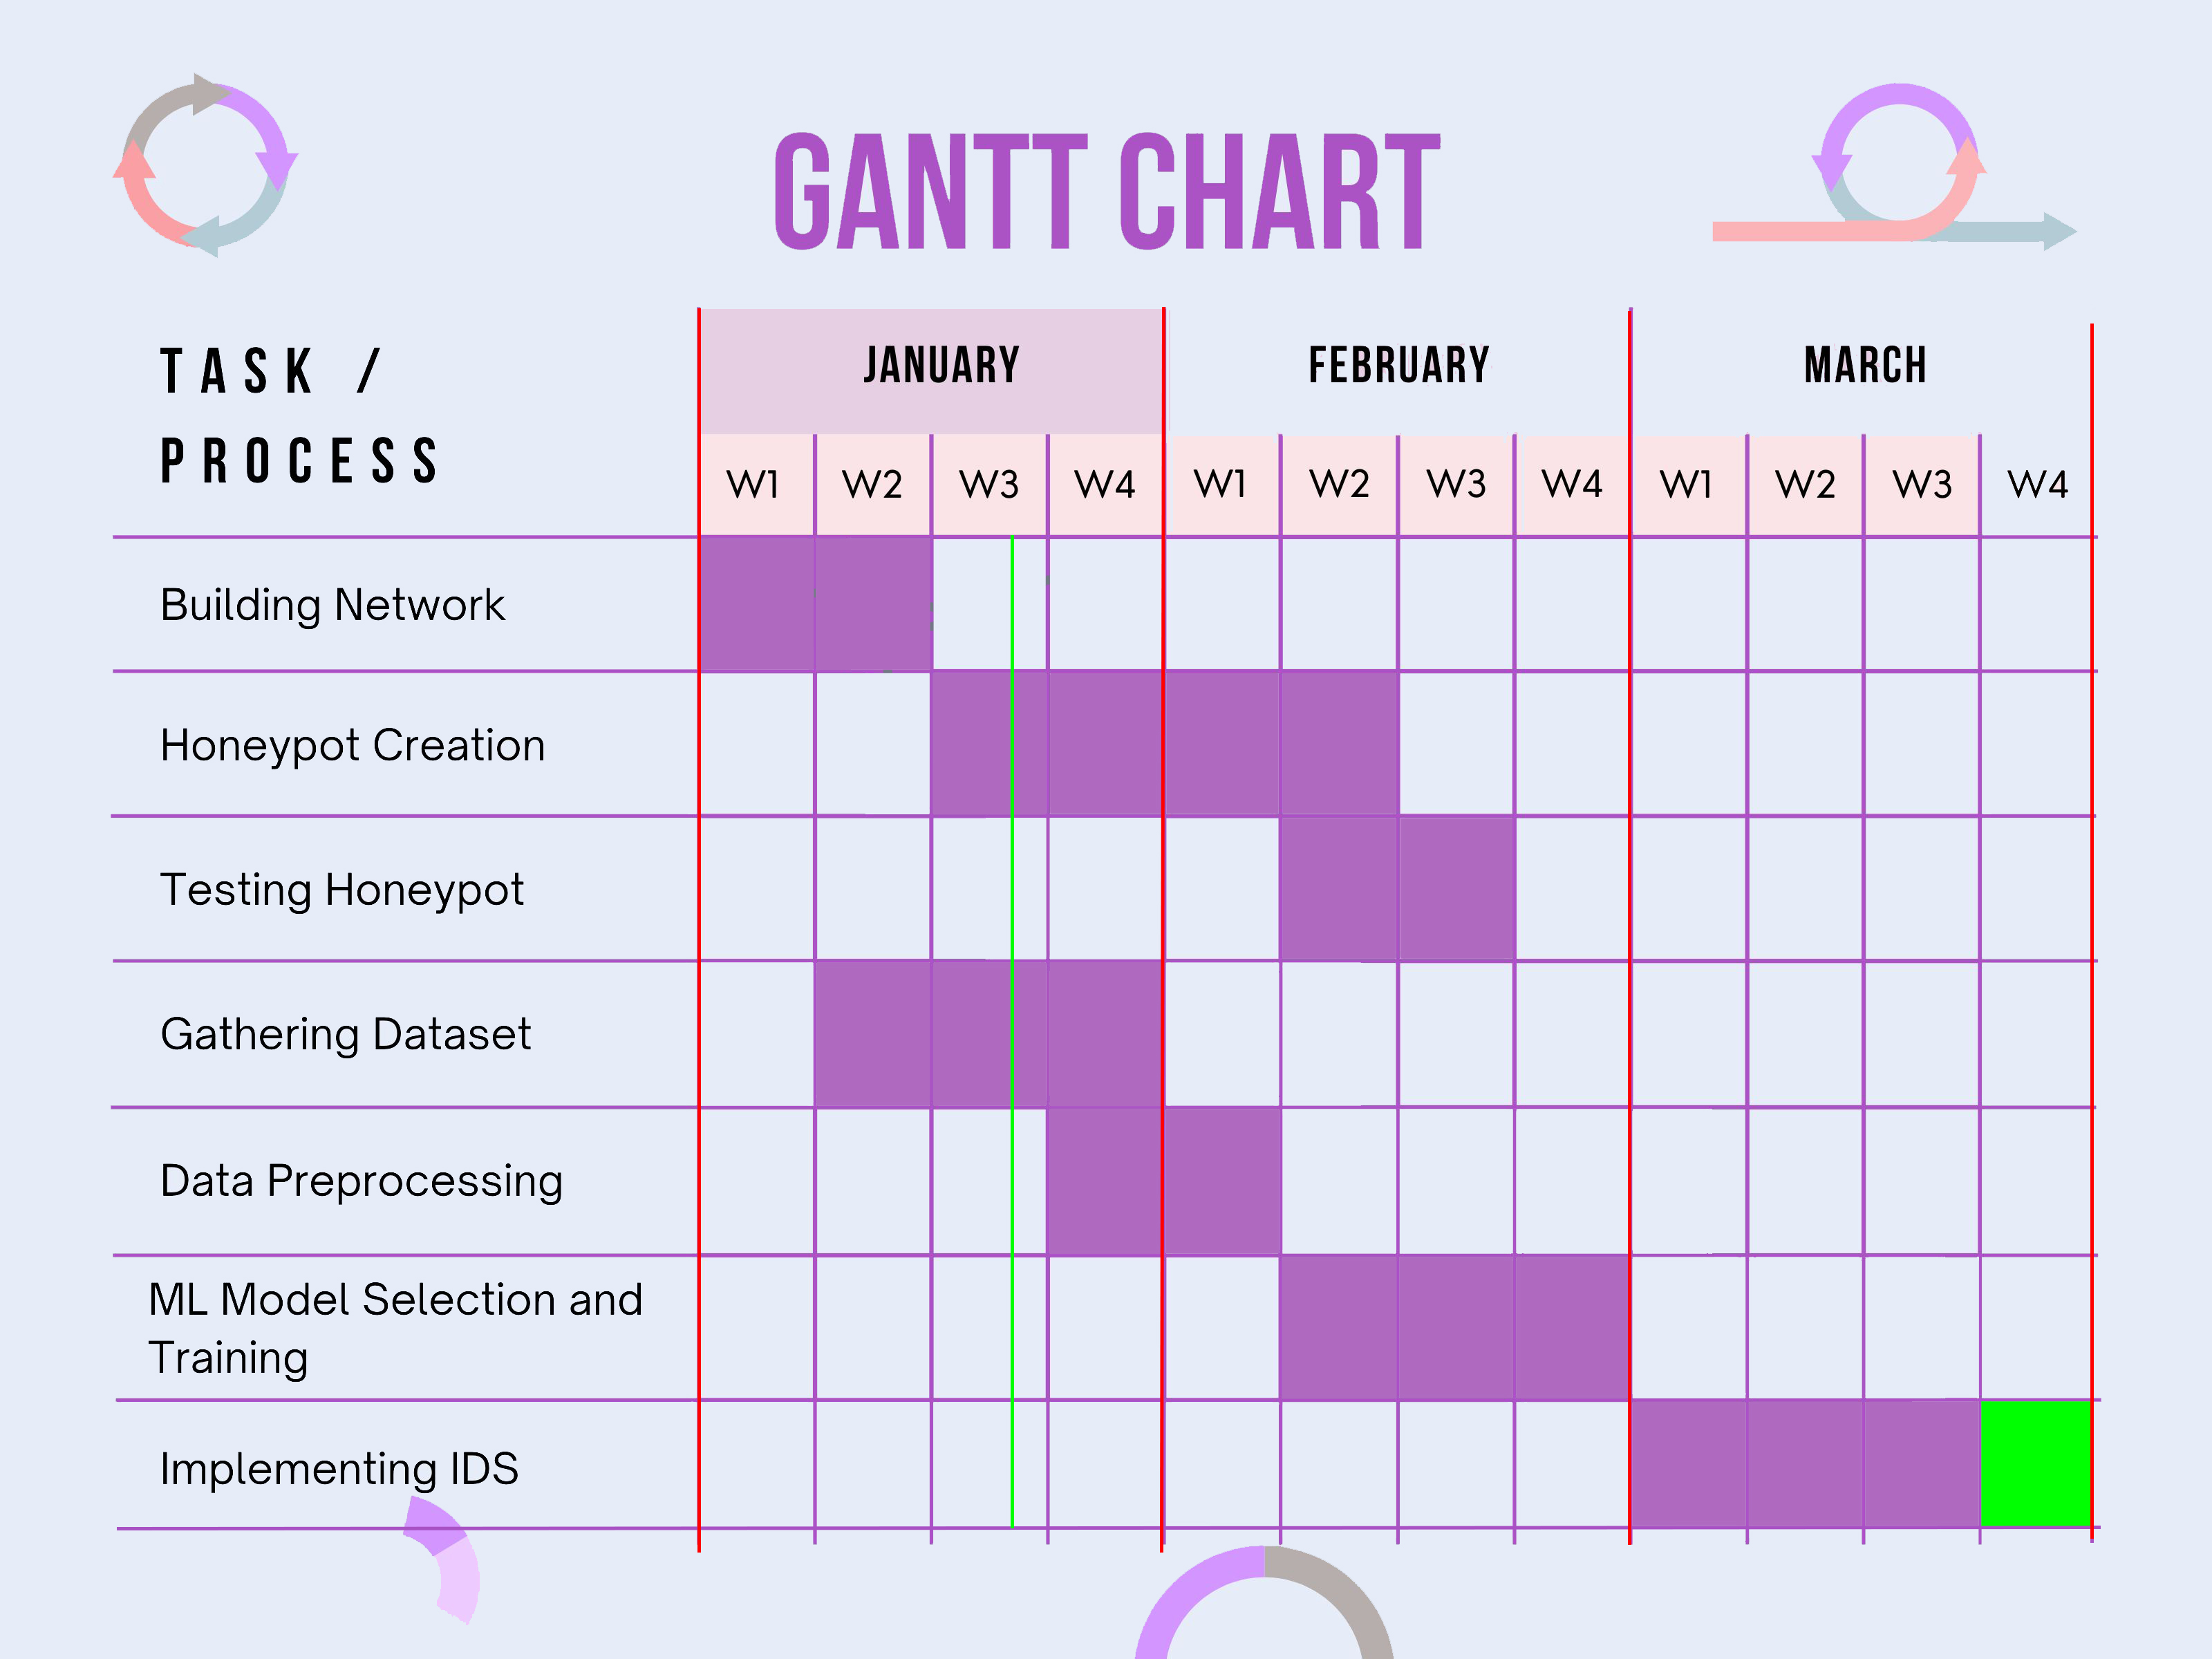 GANTT CHART
TASK /
PROCESS
JANUARY FEBRUARY MARCH
W1 W2 W3 W4 W1 W2 W3 W4 W1 W2 W3 W4
Building Network
Honeypot Creation
Testing Honeypot
Gathering Dataset
Data Preprocessing
ML Model Selection and
Training
Implementing IDS